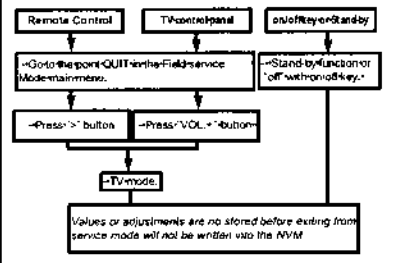 Remote Control
TV control panel
on/off key or Stand-by
→Go to the point QUIT in the Field service
Mode main menu.
→Stand-by function or
"off" with on/off key.
→Press ">" button
→Press "VOL.+" button
→TV mode.
Values or adjustments are no stored before exiting from
service mode will not be written into the NVM